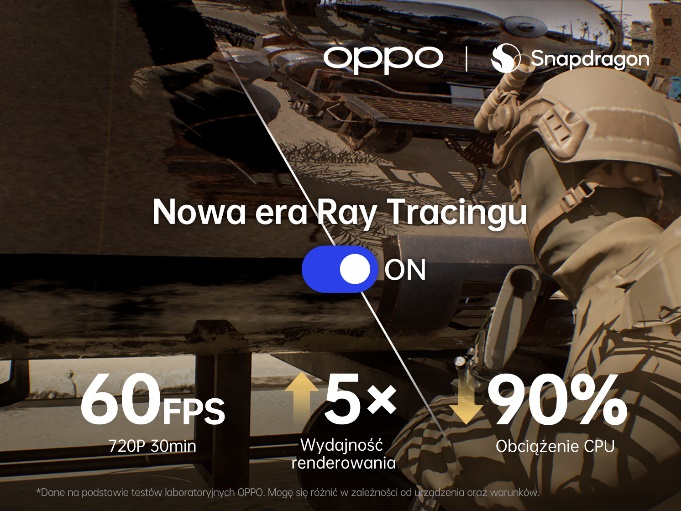 oppo | Snapdragon
Nowa era Ray Tracingu
ON
60FPS
720P 30min
5×
Wydajność
renderowania
90%
Obciążenie CPU
*Dane na podstawie testów laboratoryjnych OPPO. Mogę się różnić w zależności od urządzenia oraz warunków.